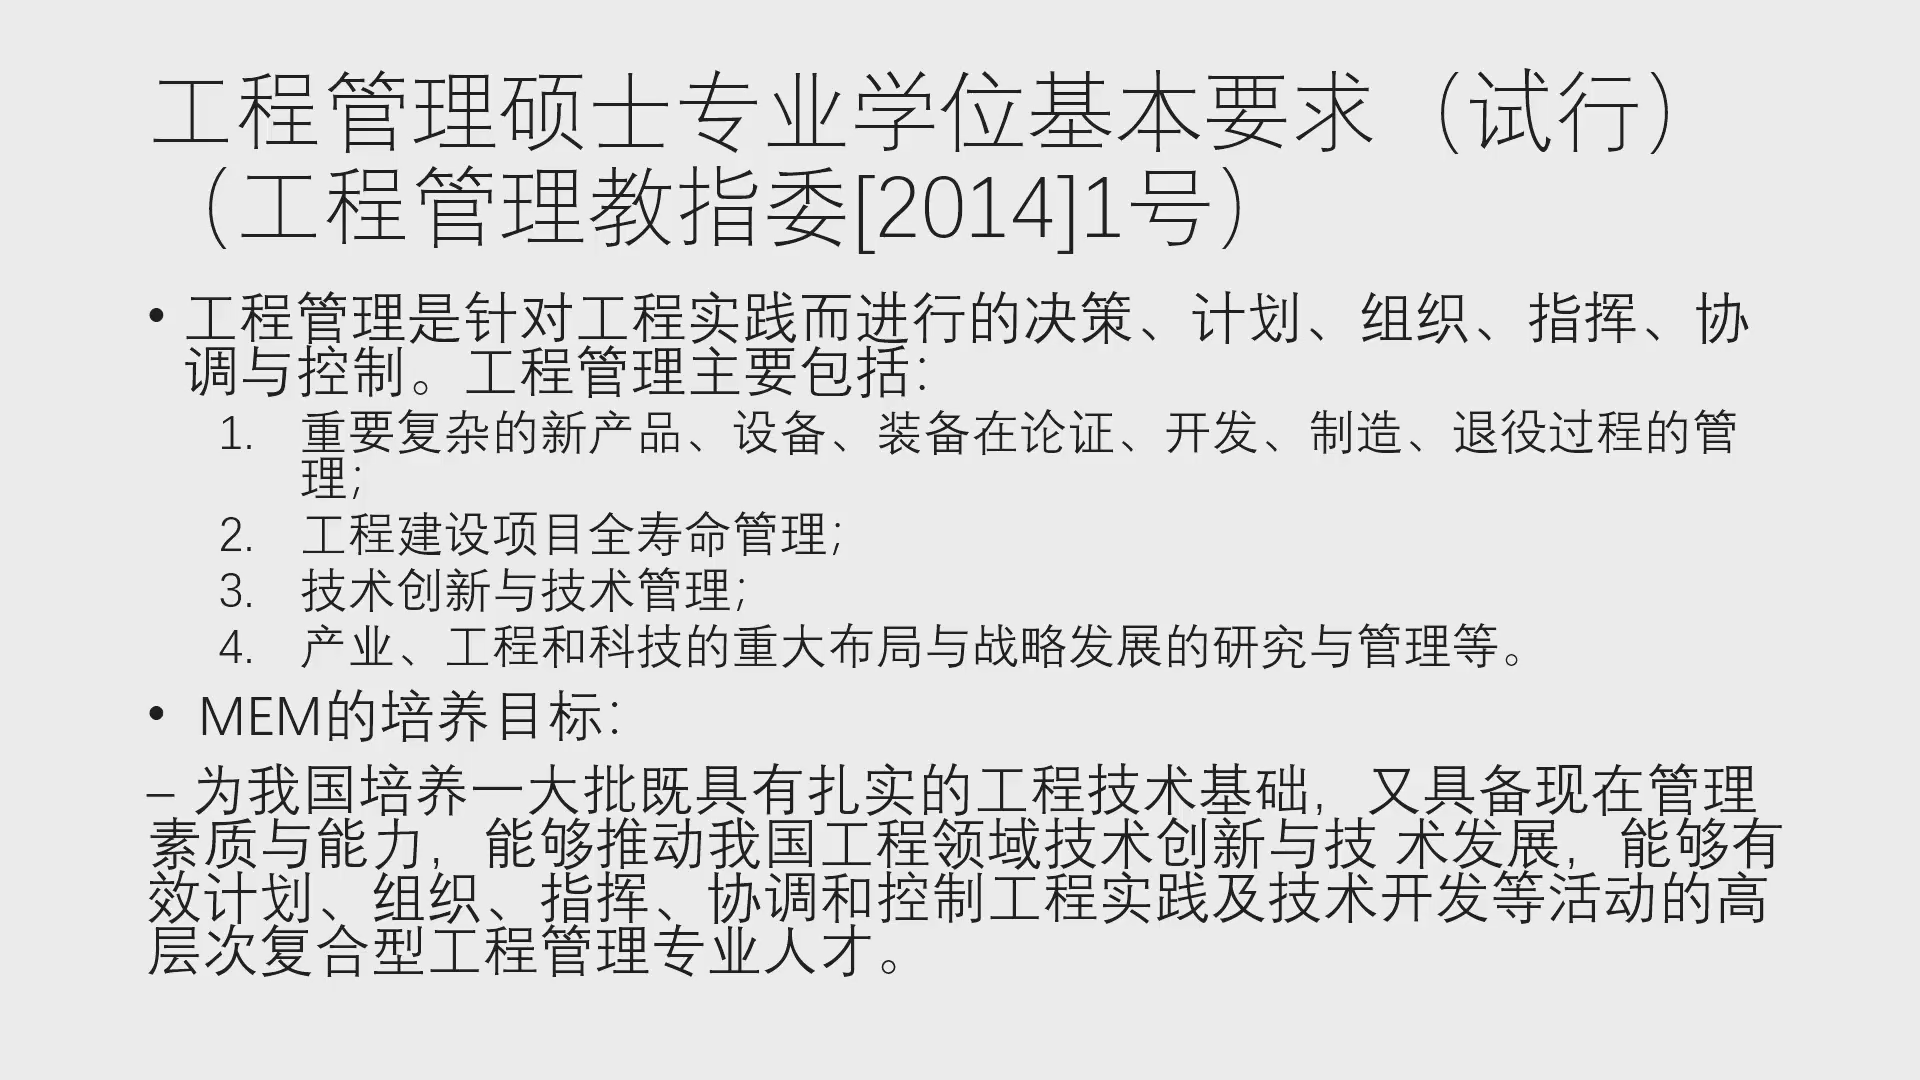 工程管理硕士专业学位基本要求（试行）
（工程管理教指委[2014]1号）
• 工程管理是针对工程实践而进行的决策、计划、组织、指挥、协
调与控制。工程管理主要包括：
1. 重要复杂的新产品、设备、装备在论证、开发、制造、退役过程的管
理；
2. 工程建设项目全寿命管理；
3. 技术创新与技术管理；
4. 产业、工程和科技的重大布局与战略发展的研究与管理等。
• MEM的培养目标：
– 为我国培养一大批既具有扎实的工程技术基础，又具备现在管理
素质与能力，能够推动我国工程领域技术创新与技 术发展，能够有
效计划、组织、指挥、协调和控制工程实践及技术开发等活动的高
层次复合型工程管理专业人才。